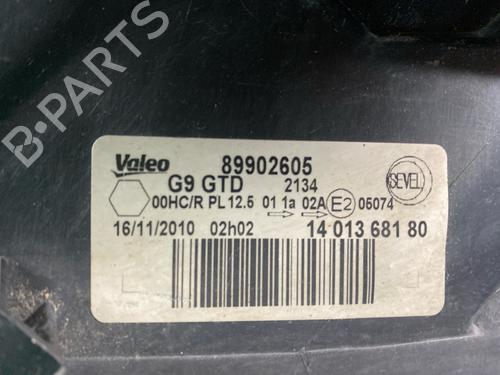 Valeo 89902605
G9 GTD 2134 SEVEL
00HC/R PL 12.5 01 1a 02A E2 05074
16/11/2010 02h02 14 013 681 80
B-PARTS